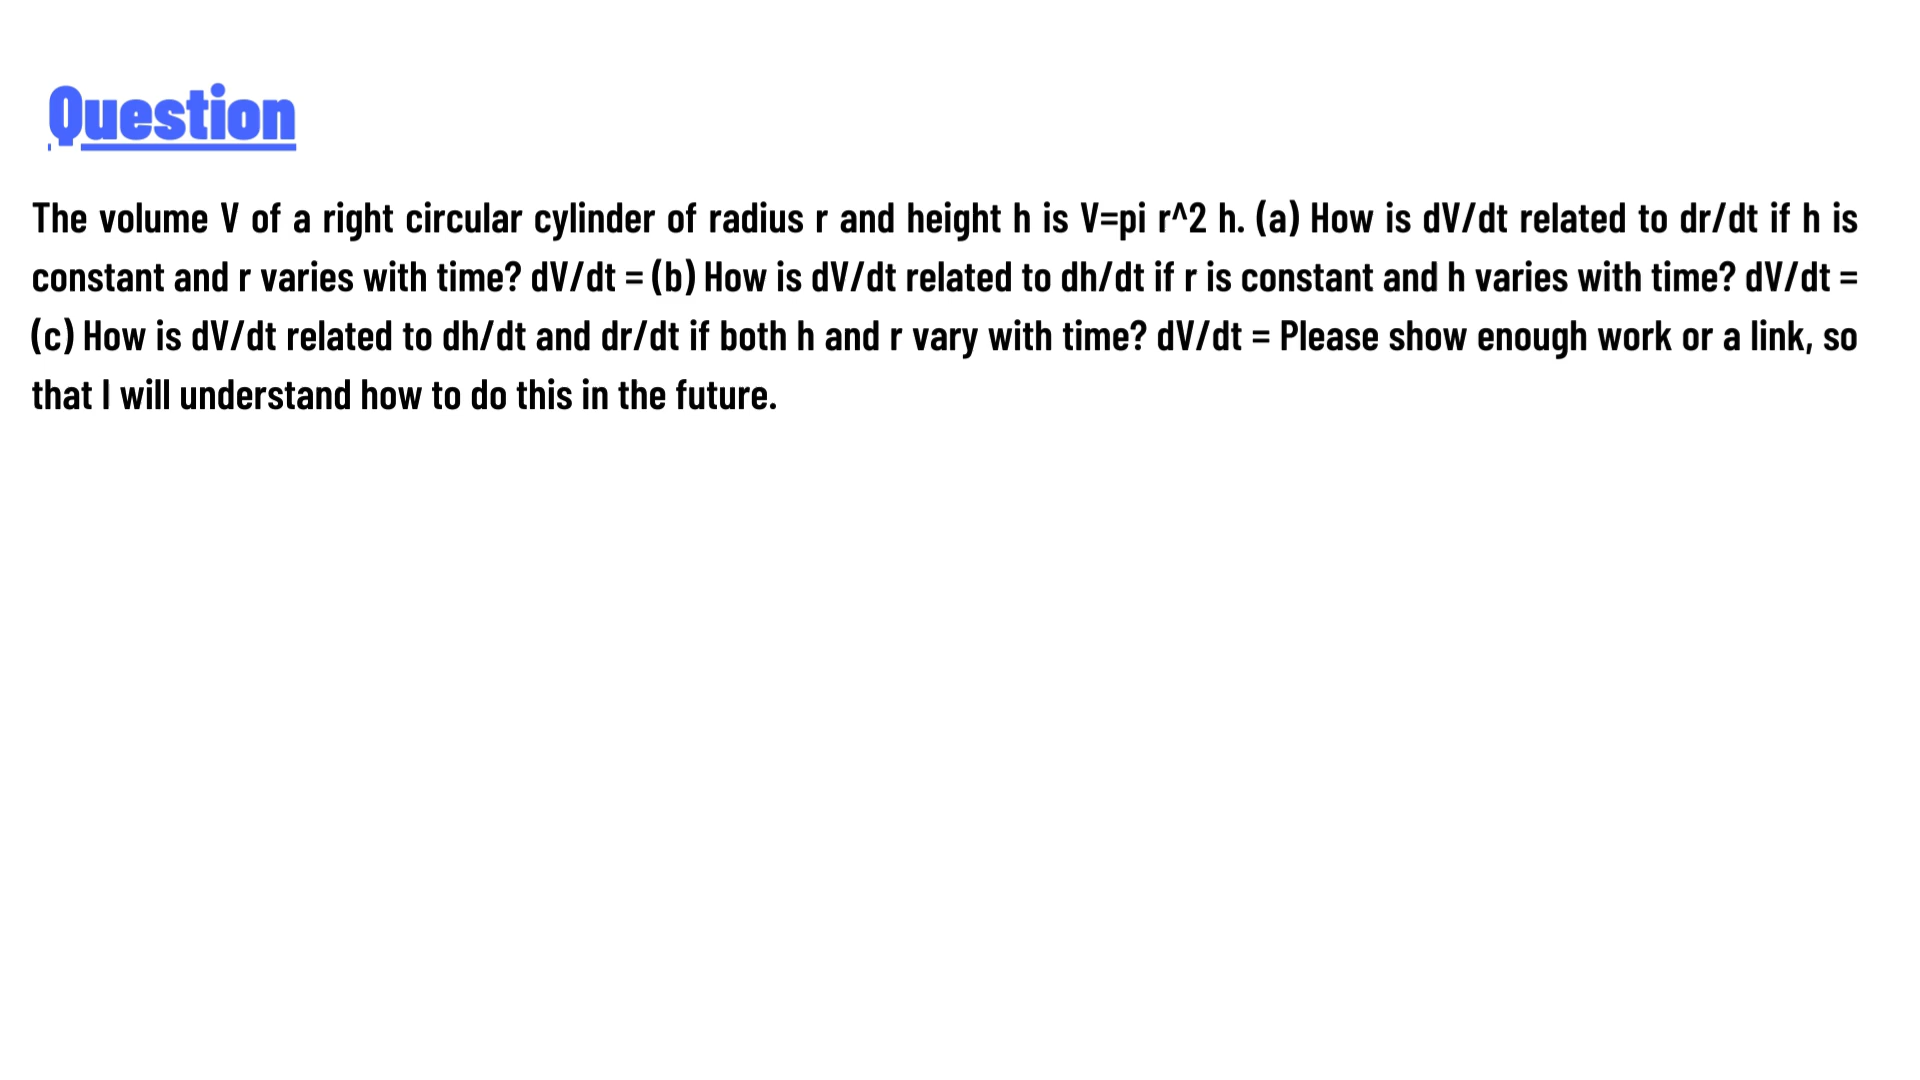 Question
The volume V of a right circular cylinder of radius r and height h is V=pi r^2 h. (a) How is dV/dt related to dr/dt if h is
constant and r varies with time? dV/dt = (b) How is dV/dt related to dh/dt if r is constant and h varies with time? dV/dt =
(c) How is dV/dt related to dh/dt and dr/dt if both h and r vary with time? dV/dt = Please show enough work or a link, so
that I will understand how to do this in the future.